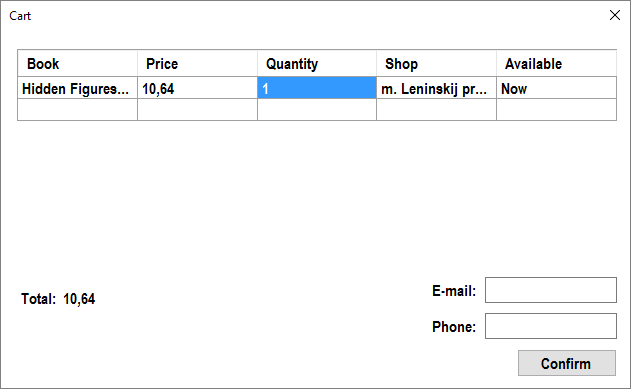 Cart
Book Price Quantity Shop Available
Hidden Figures... 10,64 1 m. Leninskij pr... Now
Total: 10,64
E-mail:
Phone:
Confirm